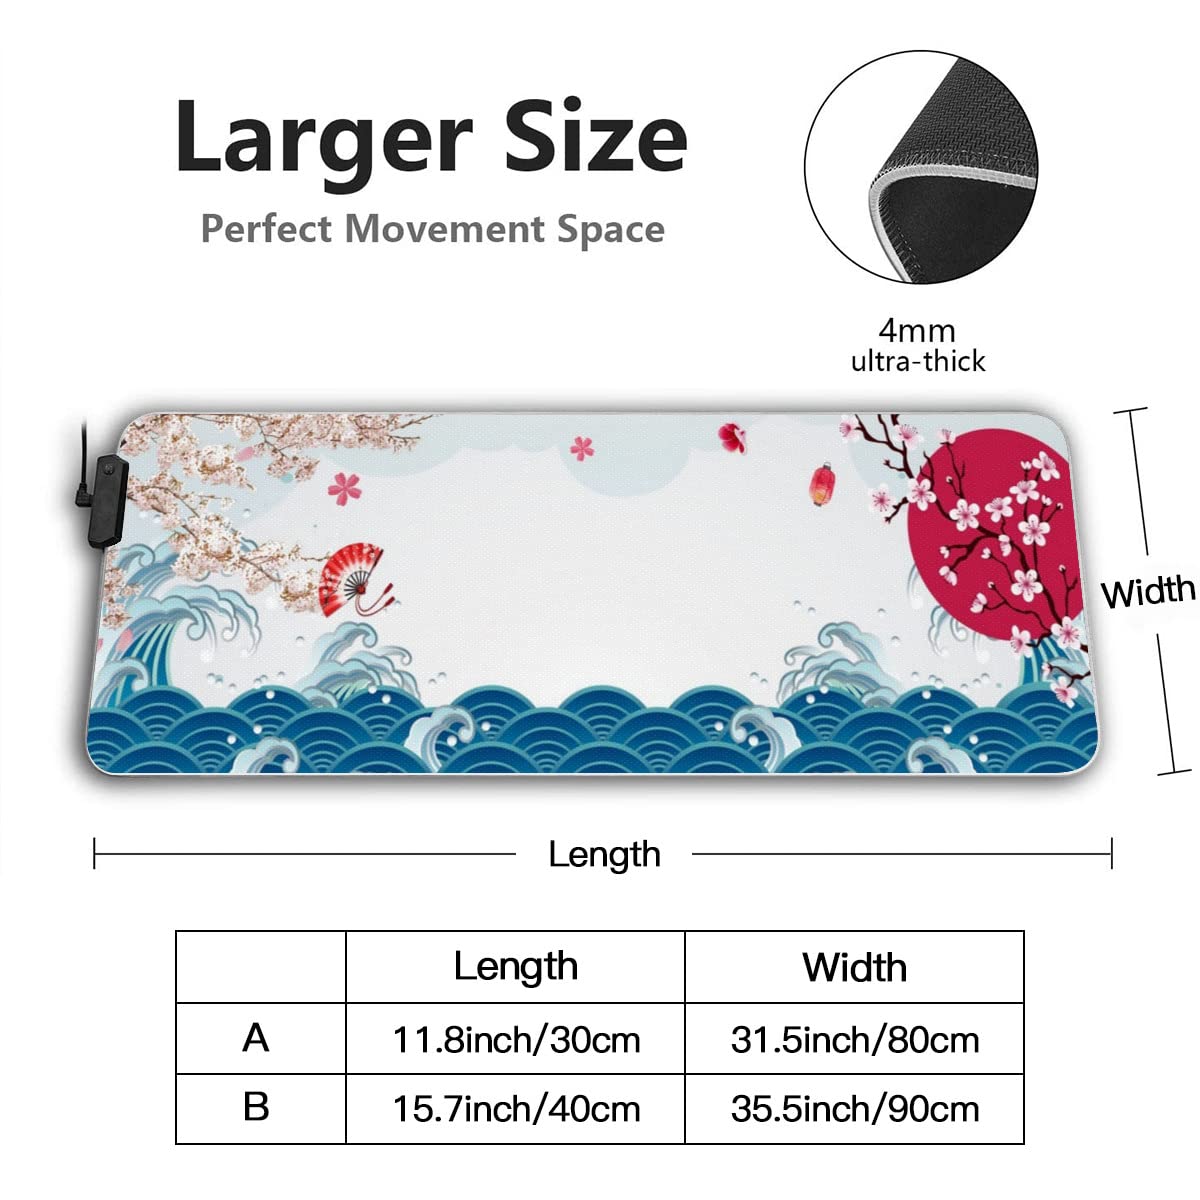 Larger Size
Perfect Movement Space
4mm
ultra-thick
Width
Length
Length Width
A 11.8inch/30cm 31.5inch/80cm
B 15.7inch/40cm 35.5inch/90cm